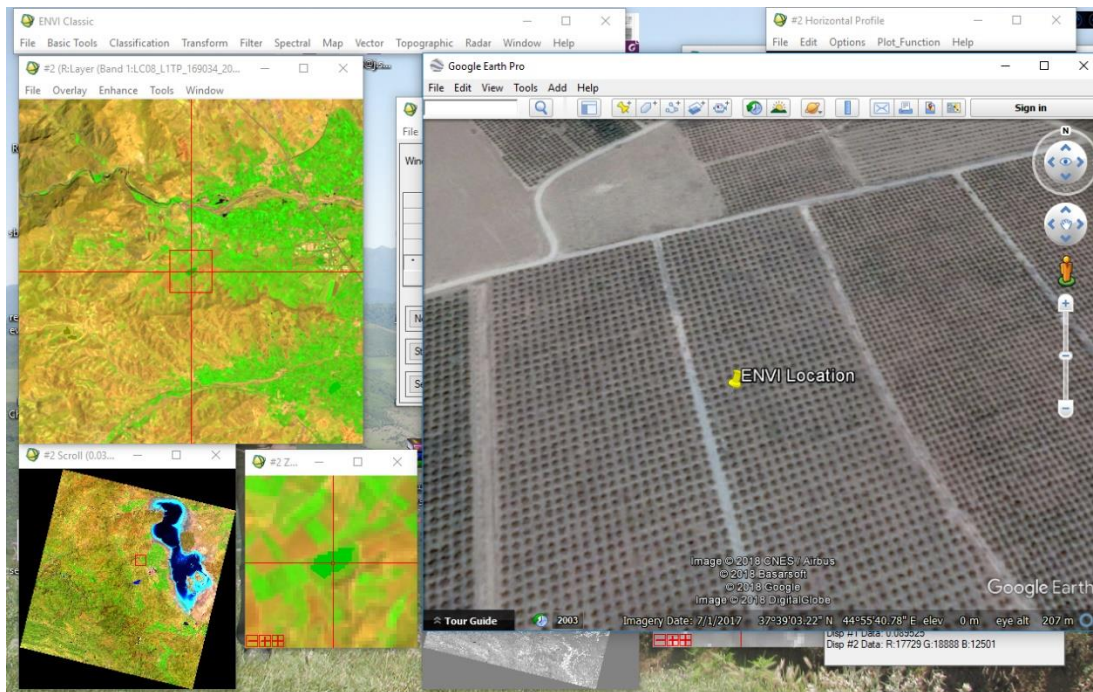 ENVI Classic
File Basic Tools Classification Transform Filter Spectral Map Vector Topographic Radar Window Help
#2 Horizontal Profile
File Edit Options Plot_Function Help
#2 (R:Layer (Band 1:LC08_L1TP_169034_20...
File Overlay Enhance Tools Window
File
Google Earth Pro
File Edit View Tools Add Help
Sign in
N
ENVI Location
#2 Scroll (0.03...
#2 Z...
Image © 2018 CNES / Airbus
© 2018 Basarsoft
© 2018 Google
Image © 2018 DigitalGlobe
Google Earth
Tour Guide
2003
Imagery Date: 7/1/2017 37°39'03.22" N 44°55'40.78" E elev 0 m eye alt 207 m
Disp #1 Data: 0.089525
Disp #2 Data: R:17729 G:18888 B:12501